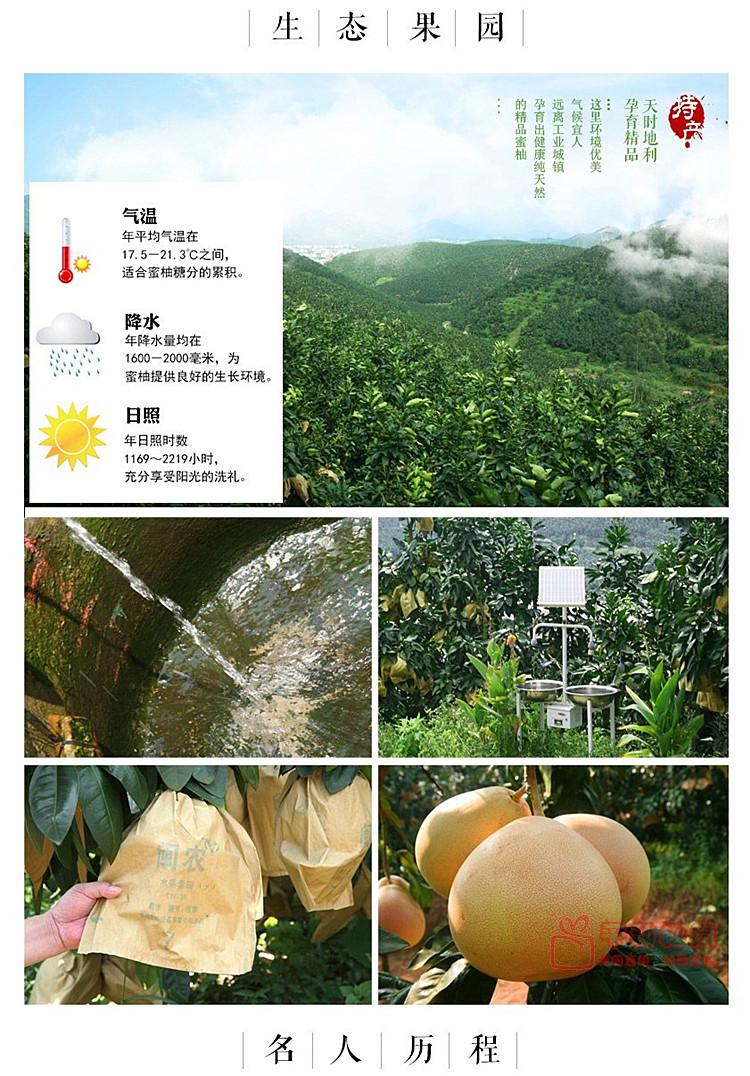 生态果园
特产
天时地利
孕育精品
...
这里环境优美
气候宜人
远离工业城镇
孕育出健康纯天然
的精品蜜柚
...
气温
年平均气温在
17.5－21.3℃之间，
适合蜜柚糖分的累积。
降水
年降水量均在
1600－2000毫米，为
蜜柚提供良好的生长环境。
日照
年日照时数
1169～2219小时，
充分享受阳光的洗礼。
闽农
名人历程